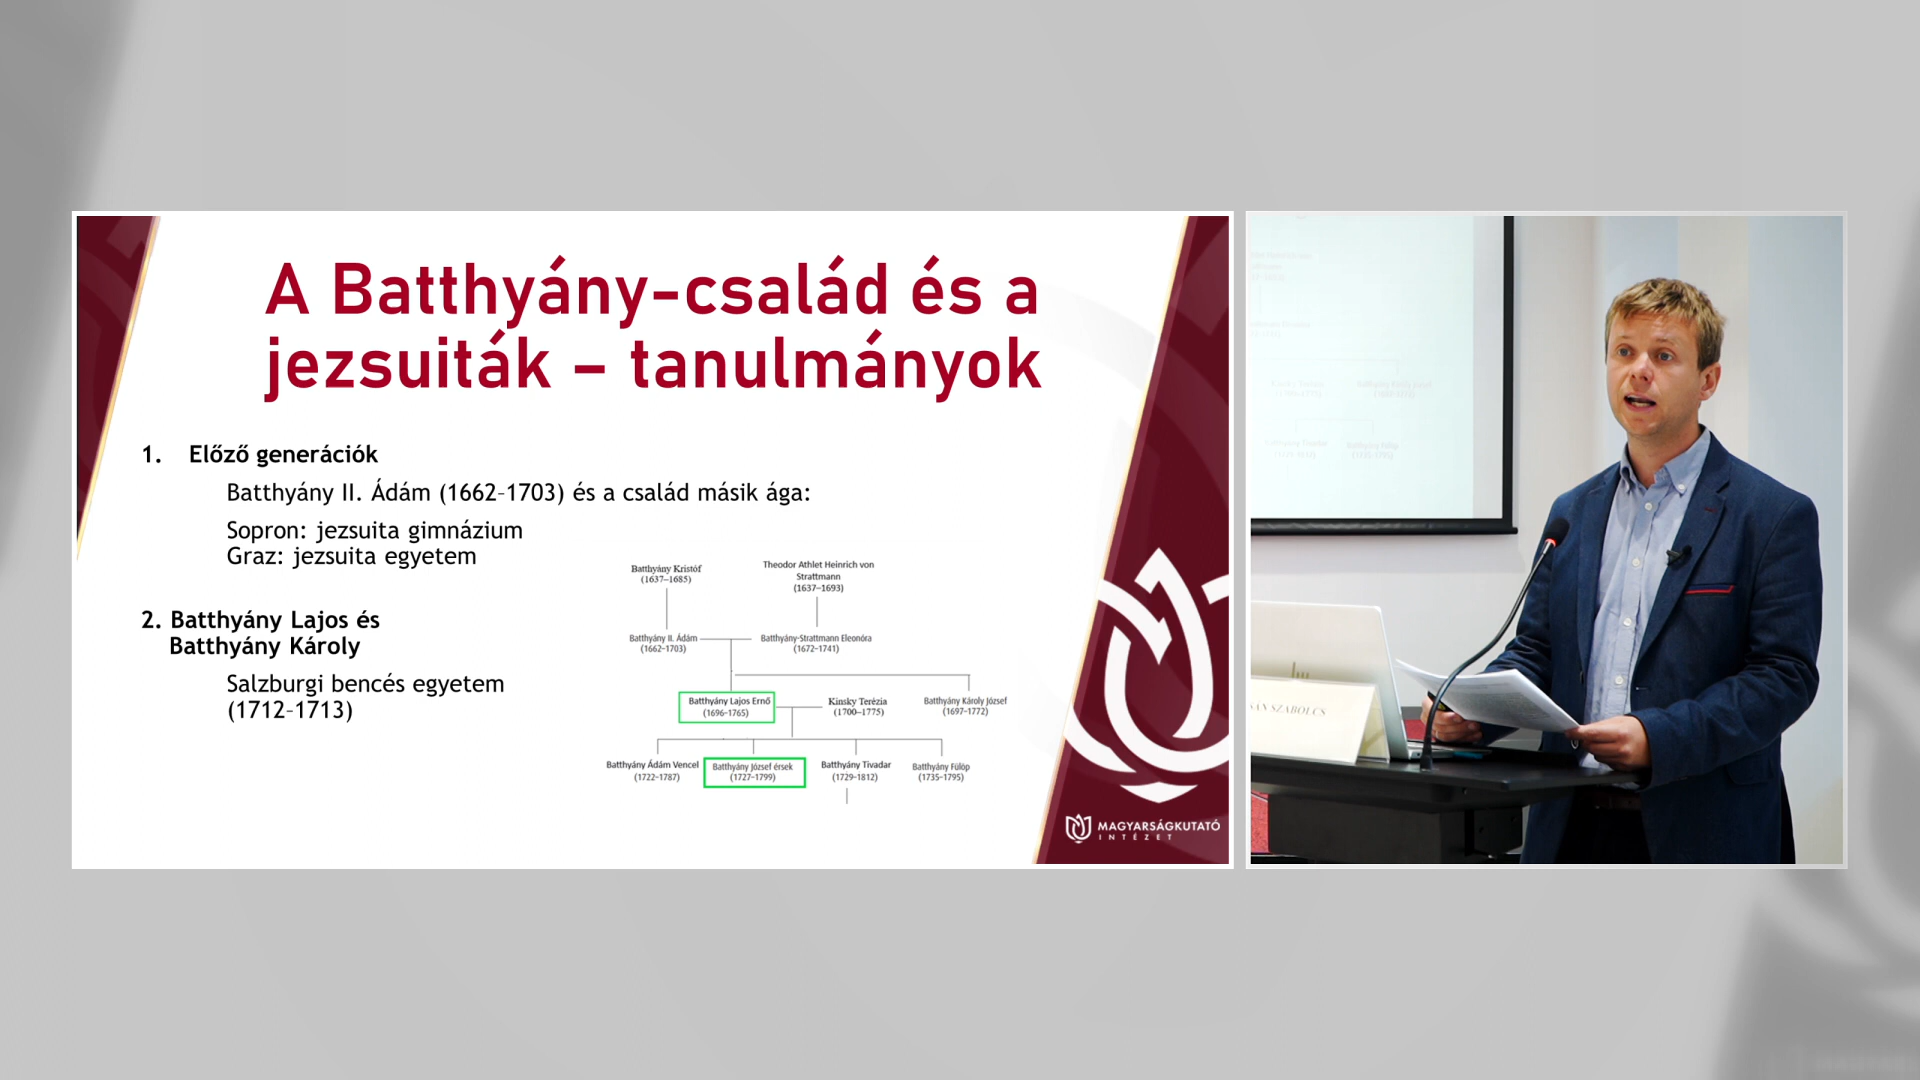 A Batthyány-család és a
jezsuiták – tanulmányok
1. Előző generációk
Batthyány II. Ádám (1662-1703) és a család másik ága:
Sopron: jezsuita gimnázium
Graz: jezsuita egyetem
2. Batthyány Lajos és
Batthyány Károly
Salzburgi bencés egyetem
(1712-1713)
Batthyány Kristóf
(1637–1685)
Theodor Athlet Heinrich von
Strattmann
(1637–1693)
Batthyány II. Ádám
(1662–1703)
Batthyány-Strattmann Eleonóra
(1672–1741)
Batthyány Lajos Ernő
(1696–1765)
Kinsky Terézia
(1700–1775)
Batthyány Károly József
(1697–1772)
Batthyány Ádám Vencel
(1722–1787)
Batthyány József érsek
(1727–1799)
Batthyány Tivadar
(1729–1812)
Batthyány Fülöp
(1735–1795)
MAGYARSÁGKUTATÓ
INTÉZET
SZABOLCS